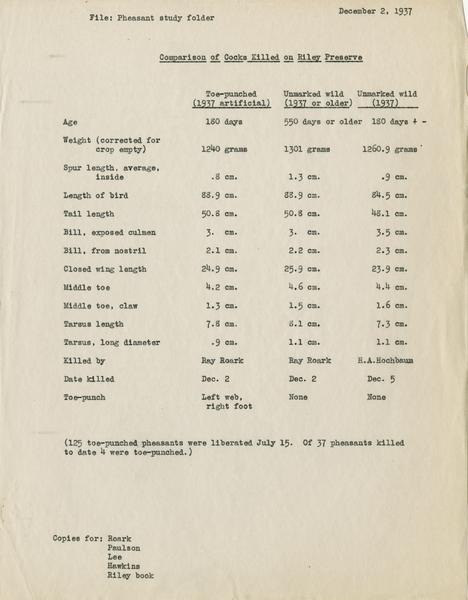 December 2, 1937
File: Pheasant study folder
Comparison of Cocks Killed on Riley Preserve
Toe-punched Unmarked wild Unmarked wild
(1937 artificial) (1937 or older) (1937)
Age 180 days 550 days or older 180 days + -
Weight (corrected for
crop empty) 1240 grams 1301 grams 1260.9 grams
Spur length, average,
inside .8 cm. 1.3 cm. .9 cm.
Length of bird 88.9 cm. 88.9 cm. 84.5 cm.
Tail length 50.8 cm. 50.8 cm. 48.1 cm.
Bill, exposed culmen 3. cm. 3. cm. 3.5 cm.
Bill, from nostril 2.1 cm. 2.2 cm. 2.3 cm.
Closed wing length 24.9 cm. 25.9 cm. 23.9 cm.
Middle toe 4.2 cm. 4.6 cm. 4.4 cm.
Middle toe, claw 1.3 cm. 1.5 cm. 1.6 cm.
Tarsus length 7.8 cm. 8.1 cm. 7.3 cm.
Tarsus, long diameter .9 cm. 1.1 cm. 1.1 cm.
Killed by Ray Roark Ray Roark H.A.Hochbaum
Date killed Dec. 2 Dec. 2 Dec. 5
Toe-punch Left web, None None
right foot
(125 toe-punched pheasants were liberated July 15. Of 37 pheasants killed
to date 4 were toe-punched.)
Copies for: Roark
Paulson
Lee
Hawkins
Riley book